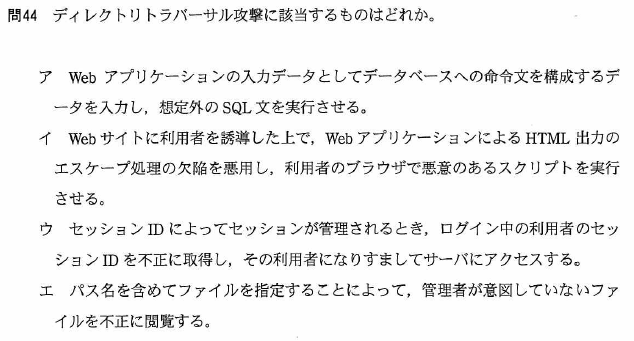 問44 ディレクトリトラバーサル攻撃に該当するものはどれか。
ア Web アプリケーションの入力データとしてデータベースへの命令文を構成するデ
ータを入力し，想定外の SQL 文を実行させる。
イ Web サイトに利用者を誘導した上で，Web アプリケーションによる HTML 出力の
エスケープ処理の欠陥を悪用し，利用者のブラウザで悪意のあるスクリプトを実行
させる。
ウ セッション ID によってセッションが管理されるとき，ログイン中の利用者のセッ
ション ID を不正に取得し，その利用者になりすましてサーバにアクセスする。
エ パス名を含めてファイルを指定することによって，管理者が意図していないファ
イルを不正に閲覧する。